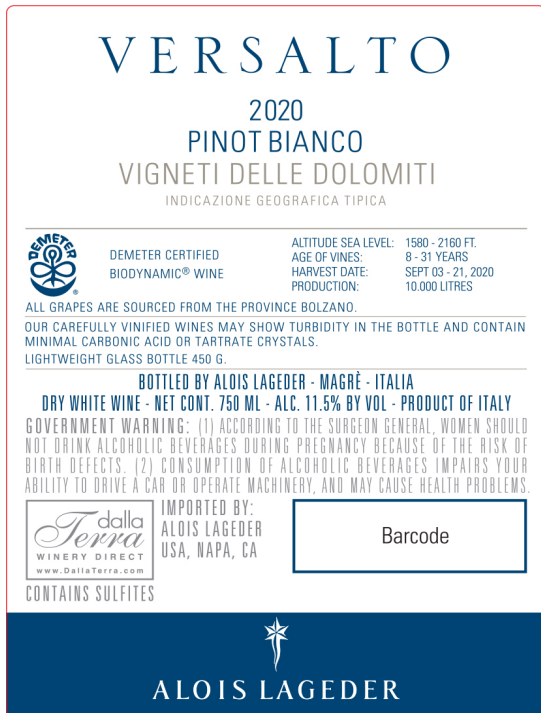 VERSALTO
2020
PINOT BIANCO
VIGNETI DELLE DOLOMITI
INDICAZIONE GEOGRAFICA TIPICA
DEMETER
®
DEMETER CERTIFIED
BIODYNAMIC® WINE
ALTITUDE SEA LEVEL: 1580 - 2160 FT.
AGE OF VINES: 8 - 31 YEARS
HARVEST DATE: SEPT 03 - 21, 2020
PRODUCTION: 10.000 LITRES
ALL GRAPES ARE SOURCED FROM THE PROVINCE BOLZANO.
OUR CAREFULLY VINIFIED WINES MAY SHOW TURBIDITY IN THE BOTTLE AND CONTAIN
MINIMAL CARBONIC ACID OR TARTRATE CRYSTALS.
LIGHTWEIGHT GLASS BOTTLE 450 G.
BOTTLED BY ALOIS LAGEDER - MAGRÈ - ITALIA
DRY WHITE WINE - NET CONT. 750 ML - ALC. 11.5% BY VOL - PRODUCT OF ITALY
GOVERNMENT WARNING: (1) ACCORDING TO THE SURGEON GENERAL, WOMEN SHOULD
NOT DRINK ALCOHOLIC BEVERAGES DURING PREGNANCY BECAUSE OF THE RISK OF
BIRTH DEFECTS. (2) CONSUMPTION OF ALCOHOLIC BEVERAGES IMPAIRS YOUR
ABILITY TO DRIVE A CAR OR OPERATE MACHINERY, AND MAY CAUSE HEALTH PROBLEMS.
dalla
Terra
WINERY DIRECT
www.DallaTerra.com
IMPORTED BY:
ALOIS LAGEDER
USA, NAPA, CA
Barcode
CONTAINS SULFITES
ALOIS LAGEDER